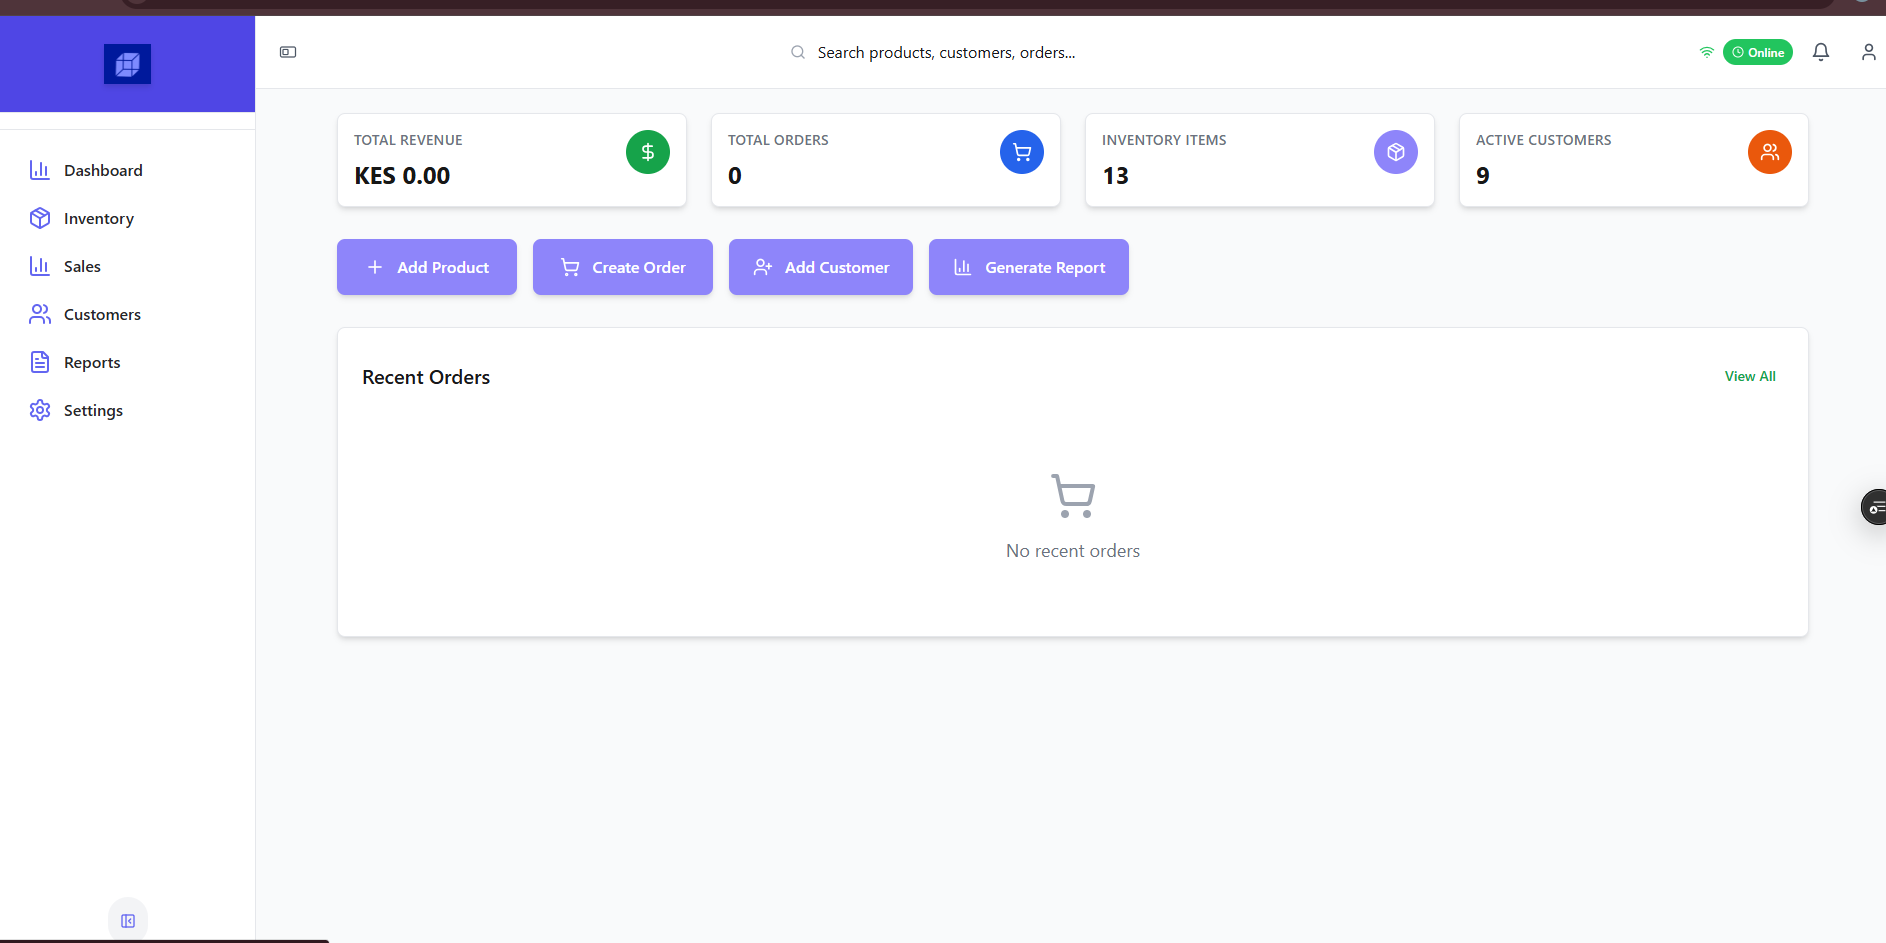 Search products, customers, orders...
Online
Dashboard
Inventory
Sales
Customers
Reports
Settings
TOTAL REVENUE
KES 0.00
TOTAL ORDERS
0
INVENTORY ITEMS
13
ACTIVE CUSTOMERS
9
Add Product
Create Order
Add Customer
Generate Report
Recent Orders
View All
No recent orders